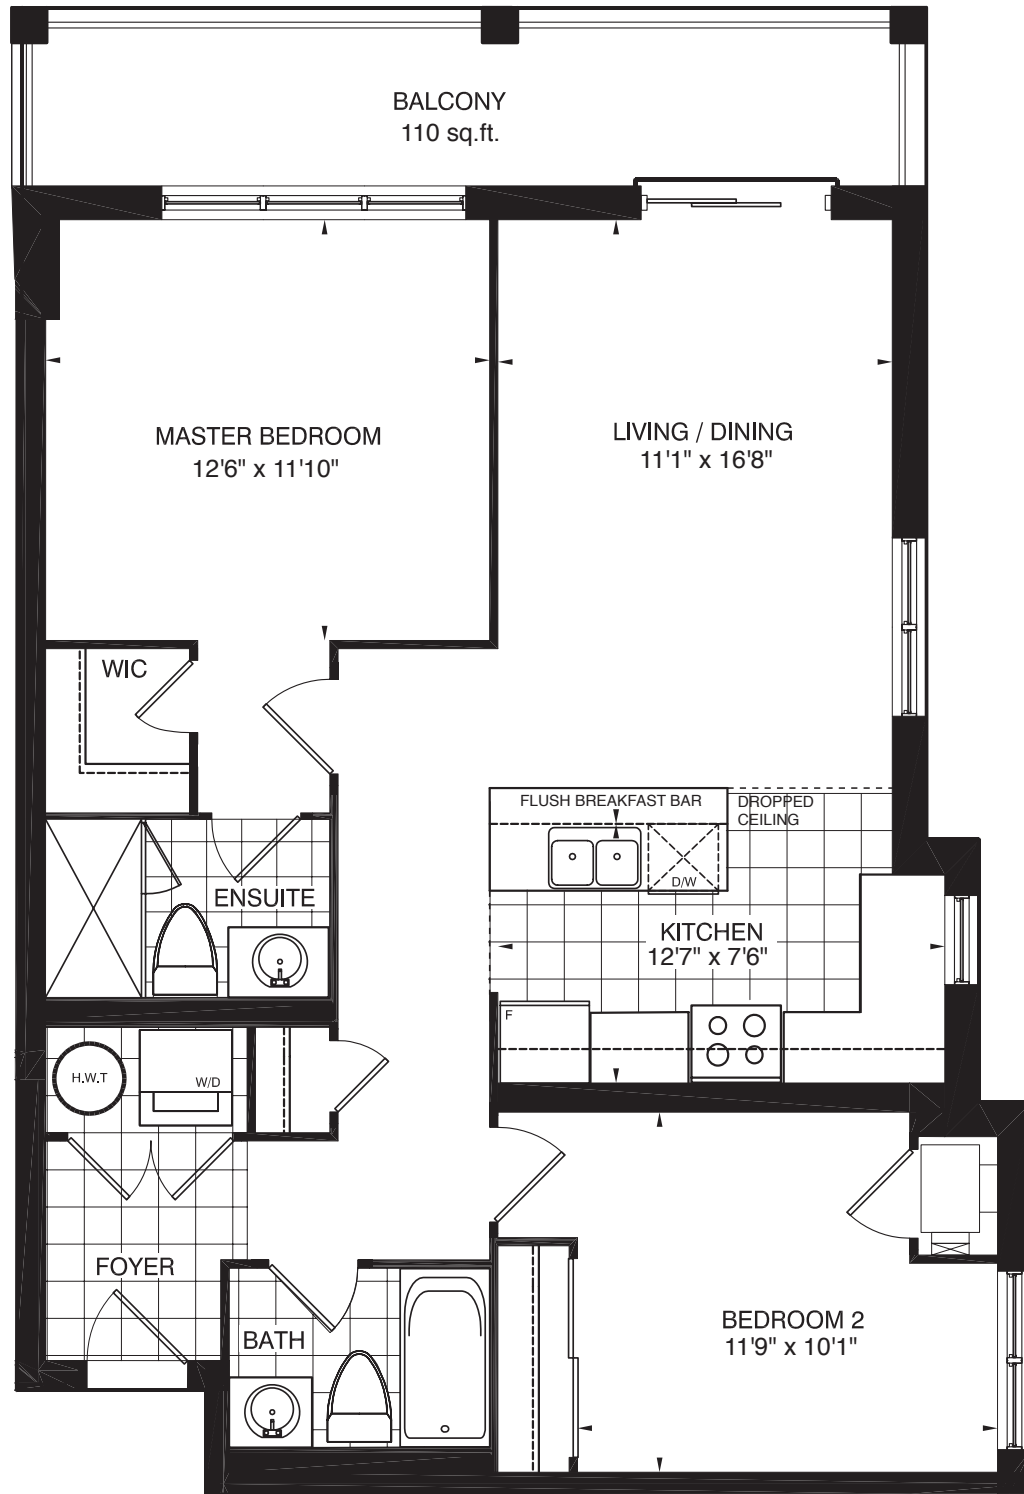 BALCONY
110 sq.ft.
MASTER BEDROOM
12'6" x 11'10"
LIVING / DINING
11'1" x 16'8"
WIC
FLUSH BREAKFAST BAR
DROPPED
CEILING
D/W
ENSUITE
KITCHEN
12'7" x 7'6"
F
H.W.T
W/D
FOYER
BATH
BEDROOM 2
11'9" x 10'1"